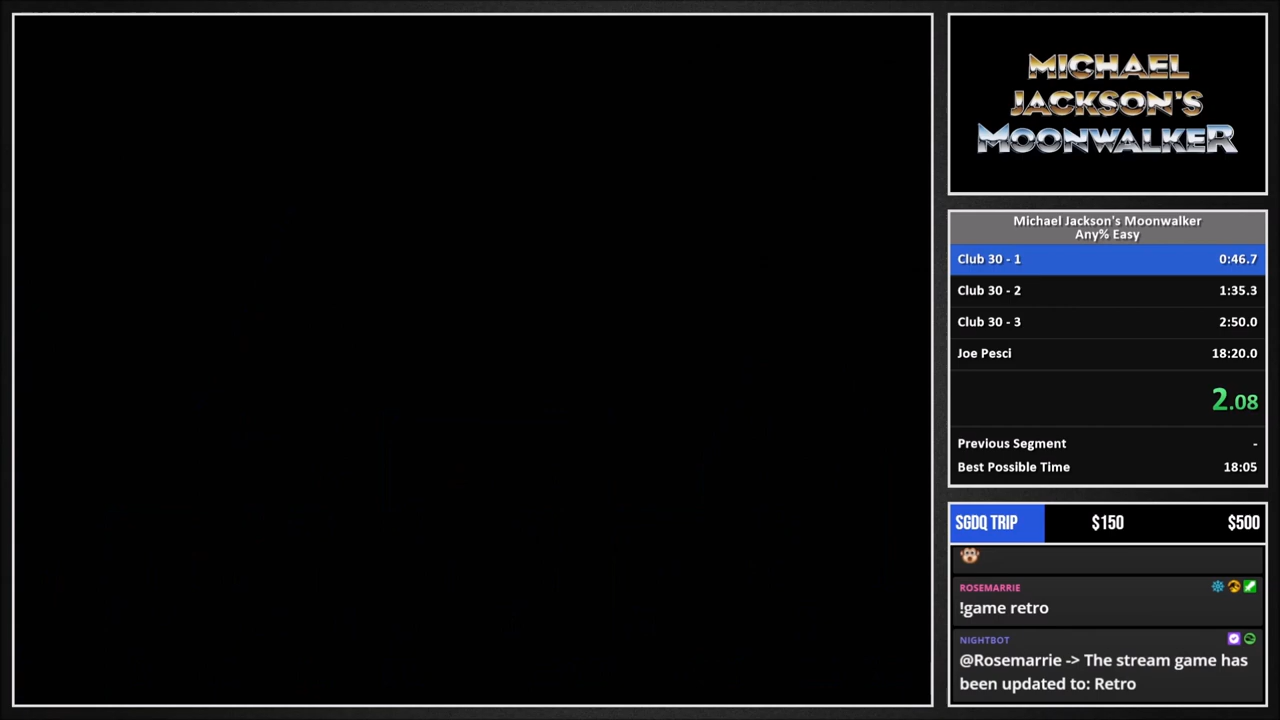 MICHAEL
JACKSON'S
MOONWALKER
Michael Jackson's Moonwalker
Any% Easy
Club 30 - 1 0:46.7
Club 30 - 2 1:35.3
Club 30 - 3 2:50.0
Joe Pesci 18:20.0
2.08
Previous Segment -
Best Possible Time 18:05
SGDQ TRIP $150 $500
ROSEMARRIE
!game retro
NIGHTBOT
@Rosemarrie -> The stream game has
been updated to: Retro